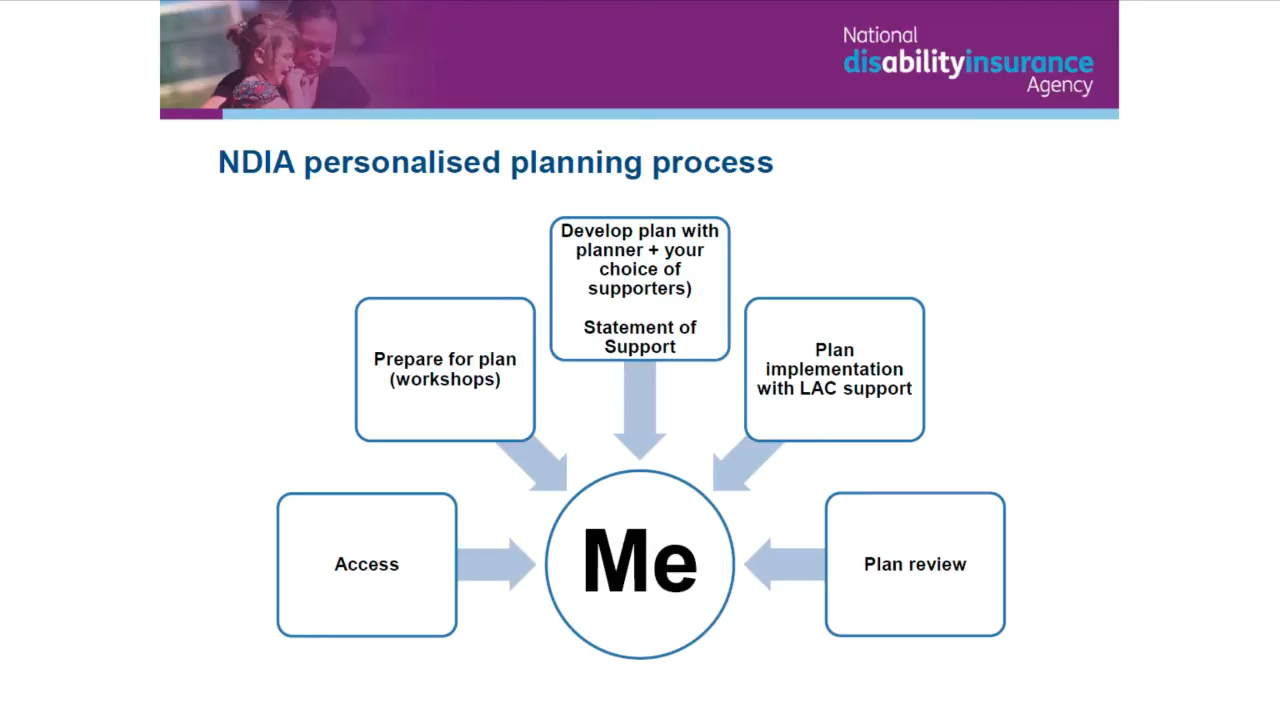 National
disabilityinsurance
Agency
NDIA personalised planning process
Develop plan with
planner + your
choice of
supporters)
Statement of
Support
Prepare for plan
(workshops)
Plan
implementation
with LAC support
Access
Me
Plan review